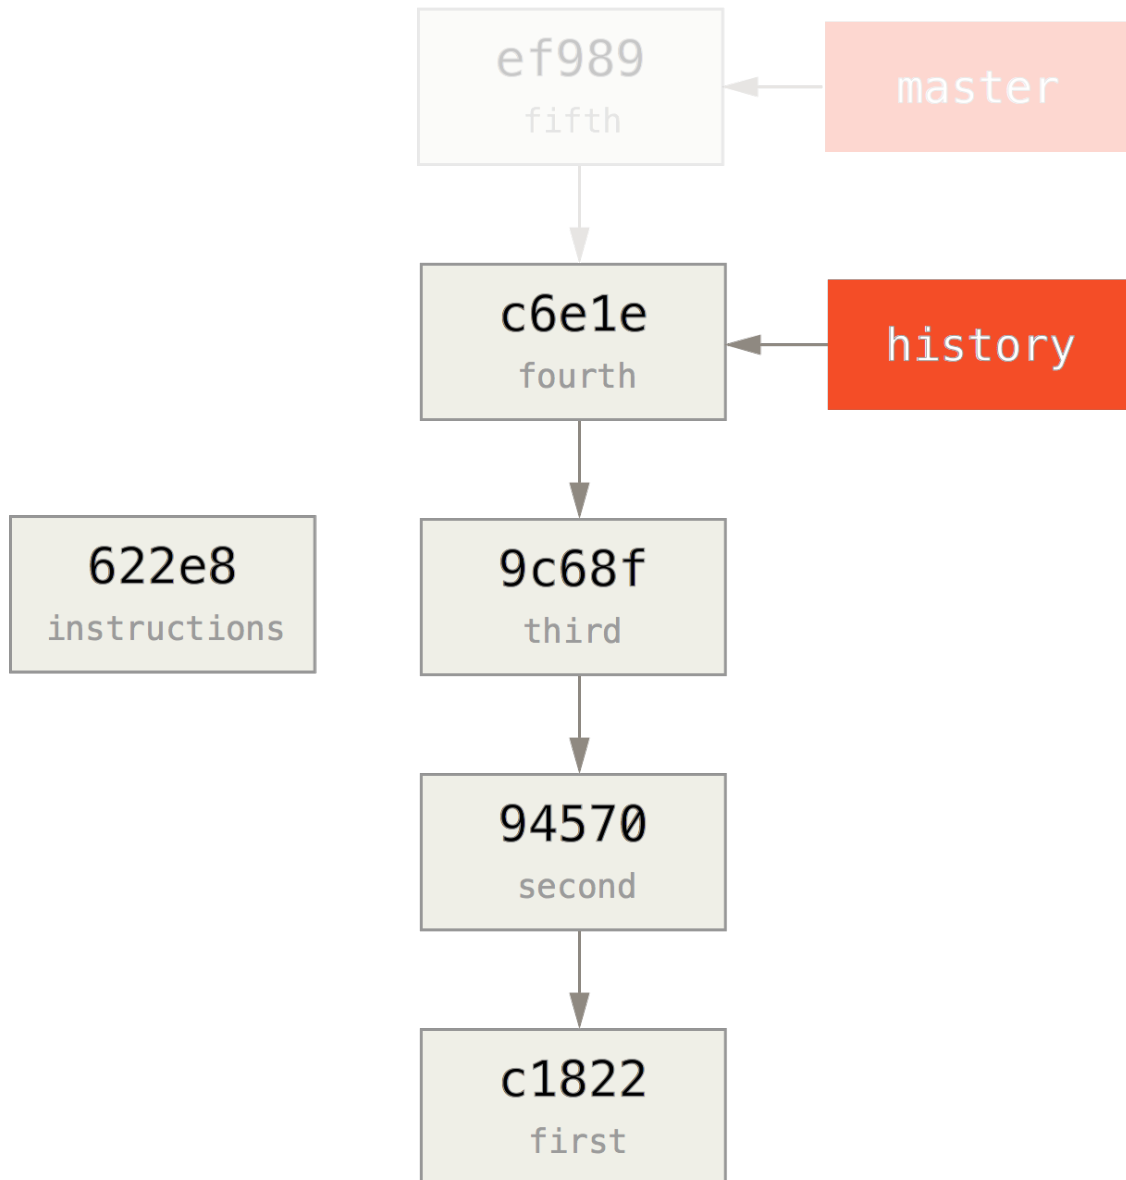 ef989
fifth
master
c6e1e
fourth
history
622e8
instructions
9c68f
third
94570
second
c1822
first